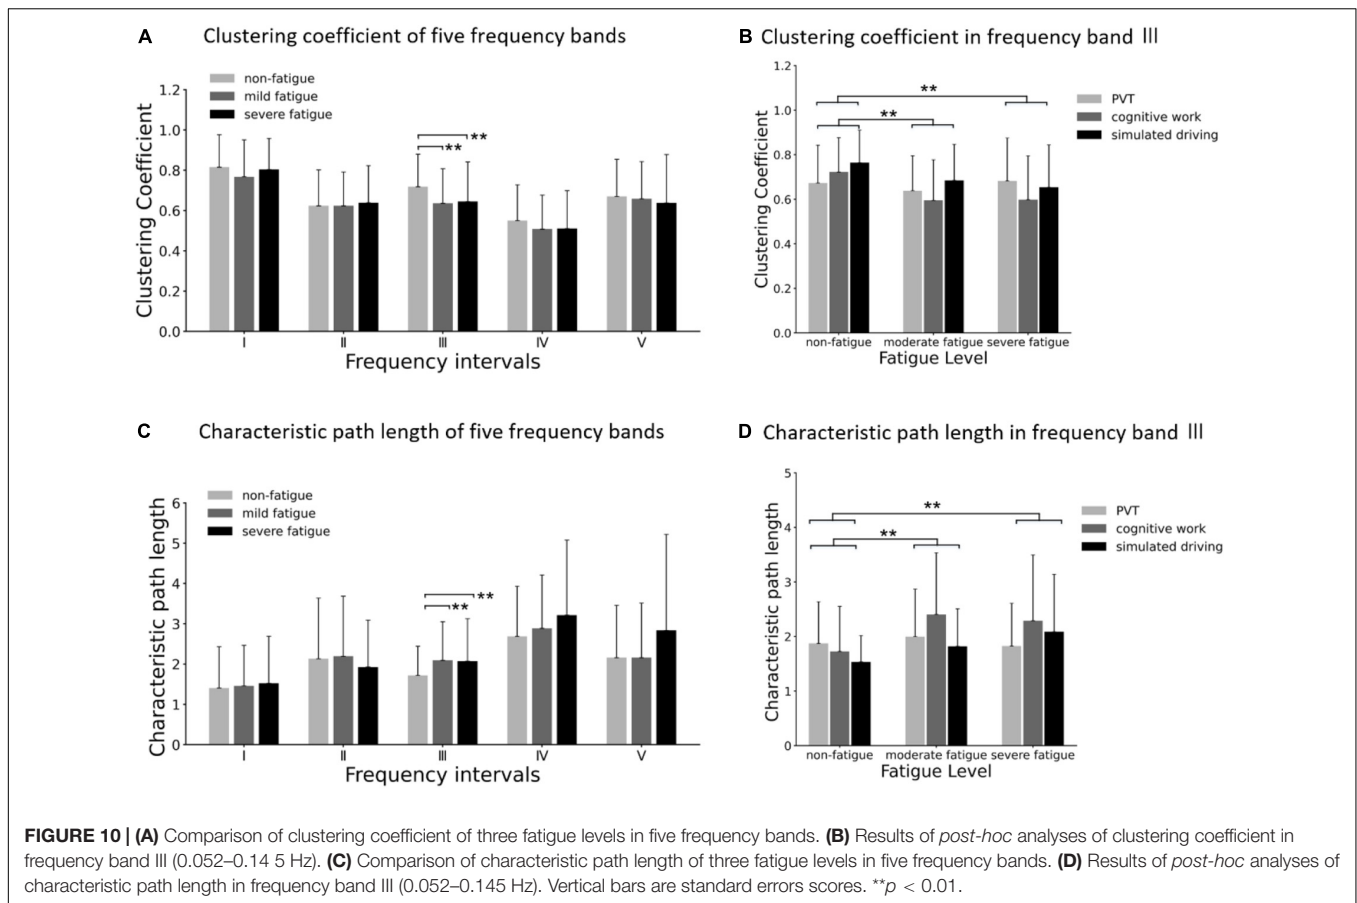 A Clustering coefficient of five frequency bands
non-fatigue
mild fatigue
severe fatigue
**
**
Clustering Coefficient
1.2
1.0
0.8
0.6
0.4
0.2
0.0
I II III IV V
Frequency intervals
B Clustering coefficient in frequency band III
PVT
cognitive work
simulated driving
**
**
Clustering Coefficient
1.2
1.0
0.8
0.6
0.4
0.2
0.0
non-fatigue moderate fatigue severe fatigue
Fatigue Level
C Characteristic path length of five frequency bands
non-fatigue
mild fatigue
severe fatigue
**
**
Characteristic path length
6
5
4
3
2
1
0
I II III IV V
Frequency intervals
D Characteristic path length in frequency band III
PVT
cognitive work
simulated driving
**
**
Characteristic path length
5
4
3
2
1
0
non-fatigue moderate fatigue severe fatigue
Fatigue Level
FIGURE 10 | (A) Comparison of clustering coefficient of three fatigue levels in five frequency bands. (B) Results of post-hoc analyses of clustering coefficient in
frequency band III (0.052–0.14 5 Hz). (C) Comparison of characteristic path length of three fatigue levels in five frequency bands. (D) Results of post-hoc analyses of
characteristic path length in frequency band III (0.052–0.145 Hz). Vertical bars are standard errors scores. **p < 0.01.